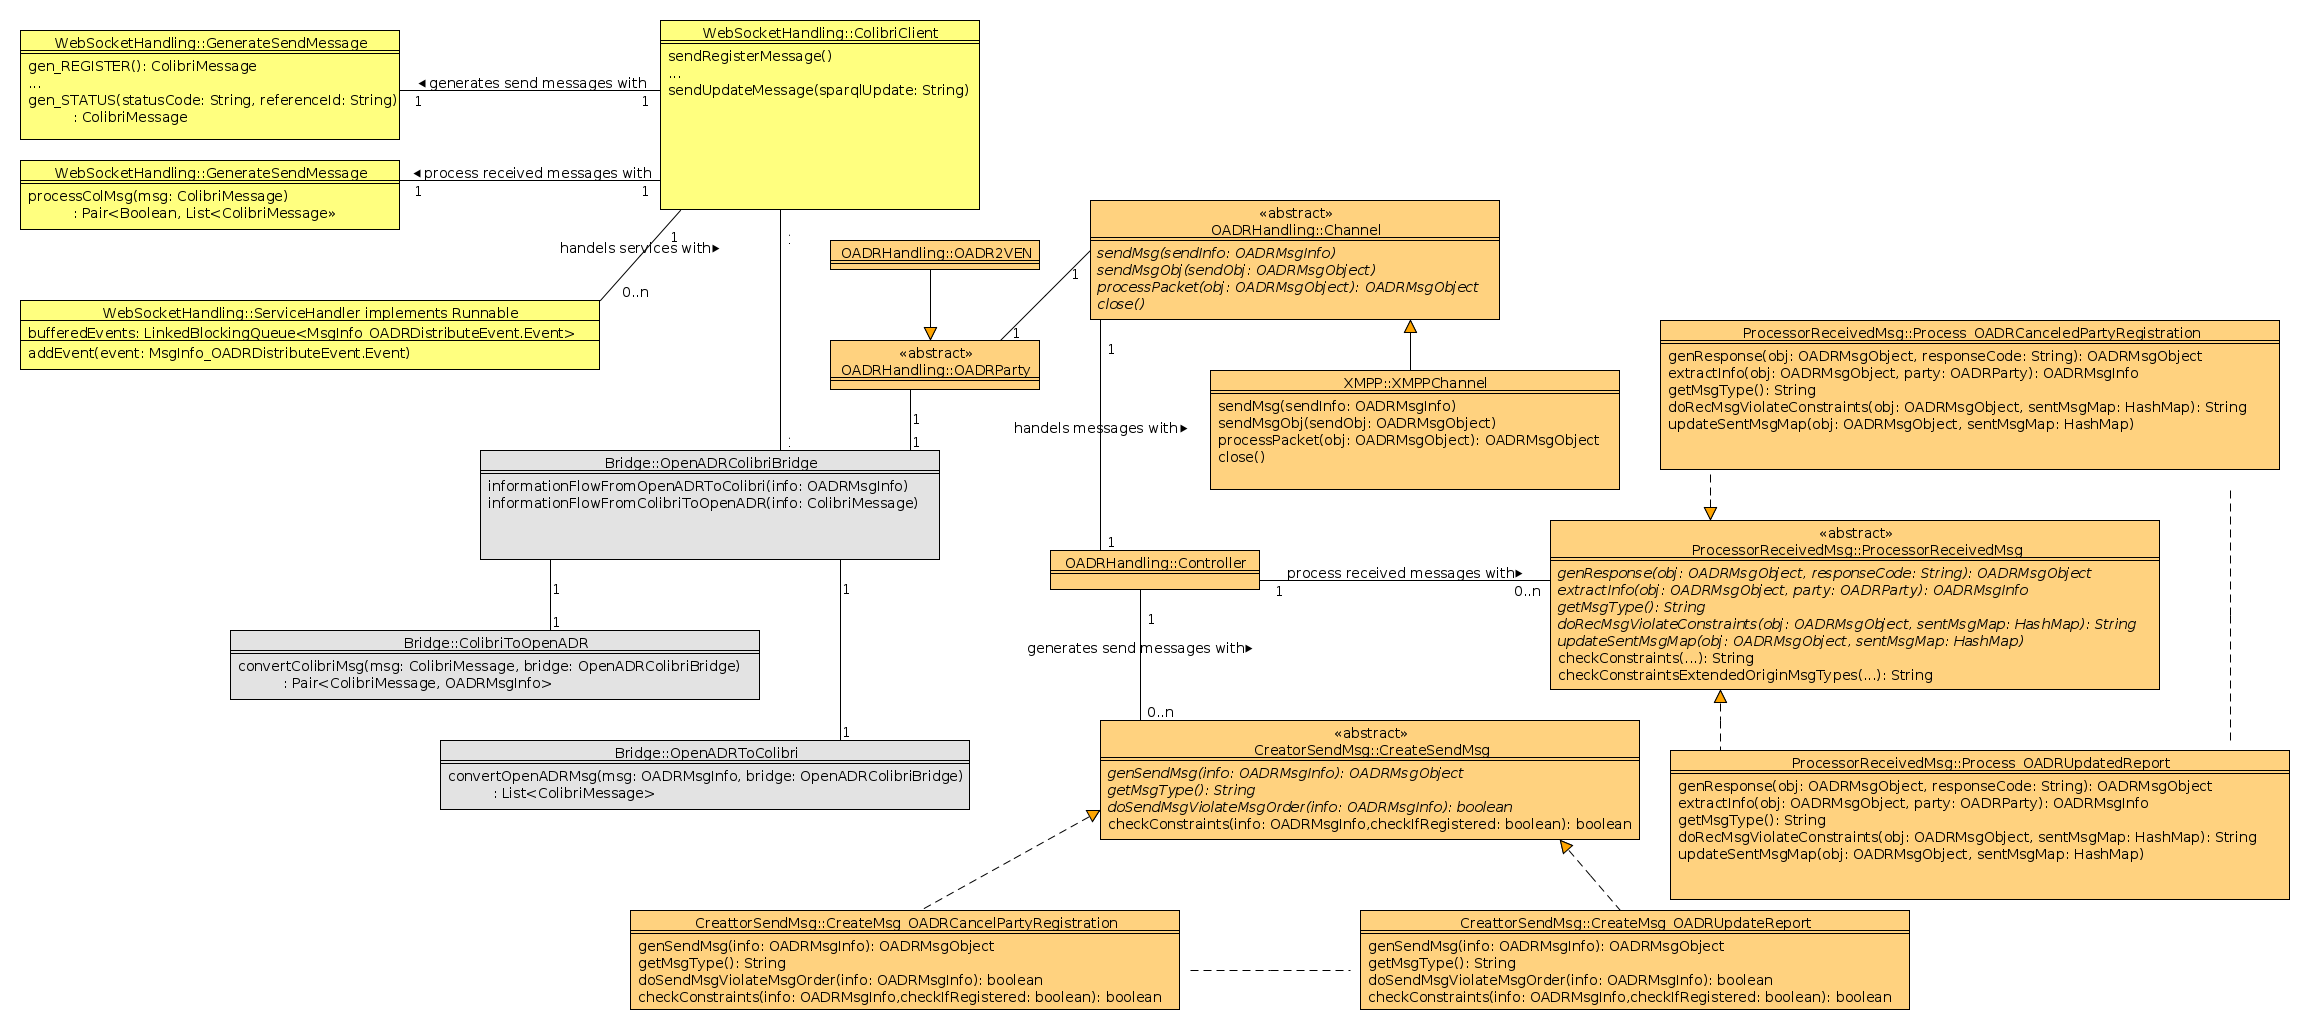 WebSocketHandling::GenerateSendMessage
gen_REGISTER(): ColibriMessage
...
gen_STATUS(statusCode: String, referenceId: String)
: ColibriMessage
◄generates send messages with
1
1
WebSocketHandling::ColibriClient
sendRegisterMessage()
...
sendUpdateMessage(sparqlUpdate: String)
WebSocketHandling::GenerateSendMessage
processColMsg(msg: ColibriMessage)
: Pair<Boolean, List<ColibriMessage»
◄process received messages with
1
1
1
handels services with►
0..n
1
1
WebSocketHandling::ServiceHandler implements Runnable
bufferedEvents: LinkedBlockingQueue<MsgInfo_OADRDistributeEvent.Event>
addEvent(event: MsgInfo_OADRDistributeEvent.Event)
OADRHandling::OADR2VEN
«abstract»
OADRHandling::OADRParty
1
1
1
1
«abstract»
OADRHandling::Channel
sendMsg(sendInfo: OADRMsgInfo)
sendMsgObj(sendObj: OADRMsgObject)
processPacket(obj: OADRMsgObject): OADRMsgObject
close()
1
handels messages with►
1
XMPP::XMPPChannel
sendMsg(sendInfo: OADRMsgInfo)
sendMsgObj(sendObj: OADRMsgObject)
processPacket(obj: OADRMsgObject): OADRMsgObject
close()
ProcessorReceivedMsg::Process_OADRCanceledPartyRegistration
genResponse(obj: OADRMsgObject, responseCode: String): OADRMsgObject
extractInfo(obj: OADRMsgObject, party: OADRParty): OADRMsgInfo
getMsgType(): String
doRecMsgViolateConstraints(obj: OADRMsgObject, sentMsgMap: HashMap): String
updateSentMsgMap(obj: OADRMsgObject, sentMsgMap: HashMap)
Bridge::OpenADRColibriBridge
informationFlowFromOpenADRToColibri(info: OADRMsgInfo)
informationFlowFromColibriToOpenADR(info: ColibriMessage)
1
1
1
1
Bridge::ColibriToOpenADR
convertColibriMsg(msg: ColibriMessage, bridge: OpenADRColibriBridge)
: Pair<ColibriMessage, OADRMsgInfo>
Bridge::OpenADRToColibri
convertOpenADRMsg(msg: OADRMsgInfo, bridge: OpenADRColibriBridge)
: List<ColibriMessage>
OADRHandling::Controller
process received messages with►
1
0..n
1
generates send messages with►
0..n
«abstract»
ProcessorReceivedMsg::ProcessorReceivedMsg
genResponse(obj: OADRMsgObject, responseCode: String): OADRMsgObject
extractInfo(obj: OADRMsgObject, party: OADRParty): OADRMsgInfo
getMsgType(): String
doRecMsgViolateConstraints(obj: OADRMsgObject, sentMsgMap: HashMap): String
updateSentMsgMap(obj: OADRMsgObject, sentMsgMap: HashMap)
checkConstraints(...): String
checkConstraintsExtendedOriginMsgTypes(...): String
«abstract»
CreatorSendMsg::CreateSendMsg
genSendMsg(info: OADRMsgInfo): OADRMsgObject
getMsgType(): String
doSendMsgViolateMsgOrder(info: OADRMsgInfo): boolean
checkConstraints(info: OADRMsgInfo,checkIfRegistered: boolean): boolean
ProcessorReceivedMsg::Process_OADRUpdatedReport
genResponse(obj: OADRMsgObject, responseCode: String): OADRMsgObject
extractInfo(obj: OADRMsgObject, party: OADRParty): OADRMsgInfo
getMsgType(): String
doRecMsgViolateConstraints(obj: OADRMsgObject, sentMsgMap: HashMap): String
updateSentMsgMap(obj: OADRMsgObject, sentMsgMap: HashMap)
CreattorSendMsg::CreateMsg_OADRCancelPartyRegistration
genSendMsg(info: OADRMsgInfo): OADRMsgObject
getMsgType(): String
doSendMsgViolateMsgOrder(info: OADRMsgInfo): boolean
checkConstraints(info: OADRMsgInfo,checkIfRegistered: boolean): boolean
CreattorSendMsg::CreateMsg_OADRUpdateReport
genSendMsg(info: OADRMsgInfo): OADRMsgObject
getMsgType(): String
doSendMsgViolateMsgOrder(info: OADRMsgInfo): boolean
checkConstraints(info: OADRMsgInfo,checkIfRegistered: boolean): boolean